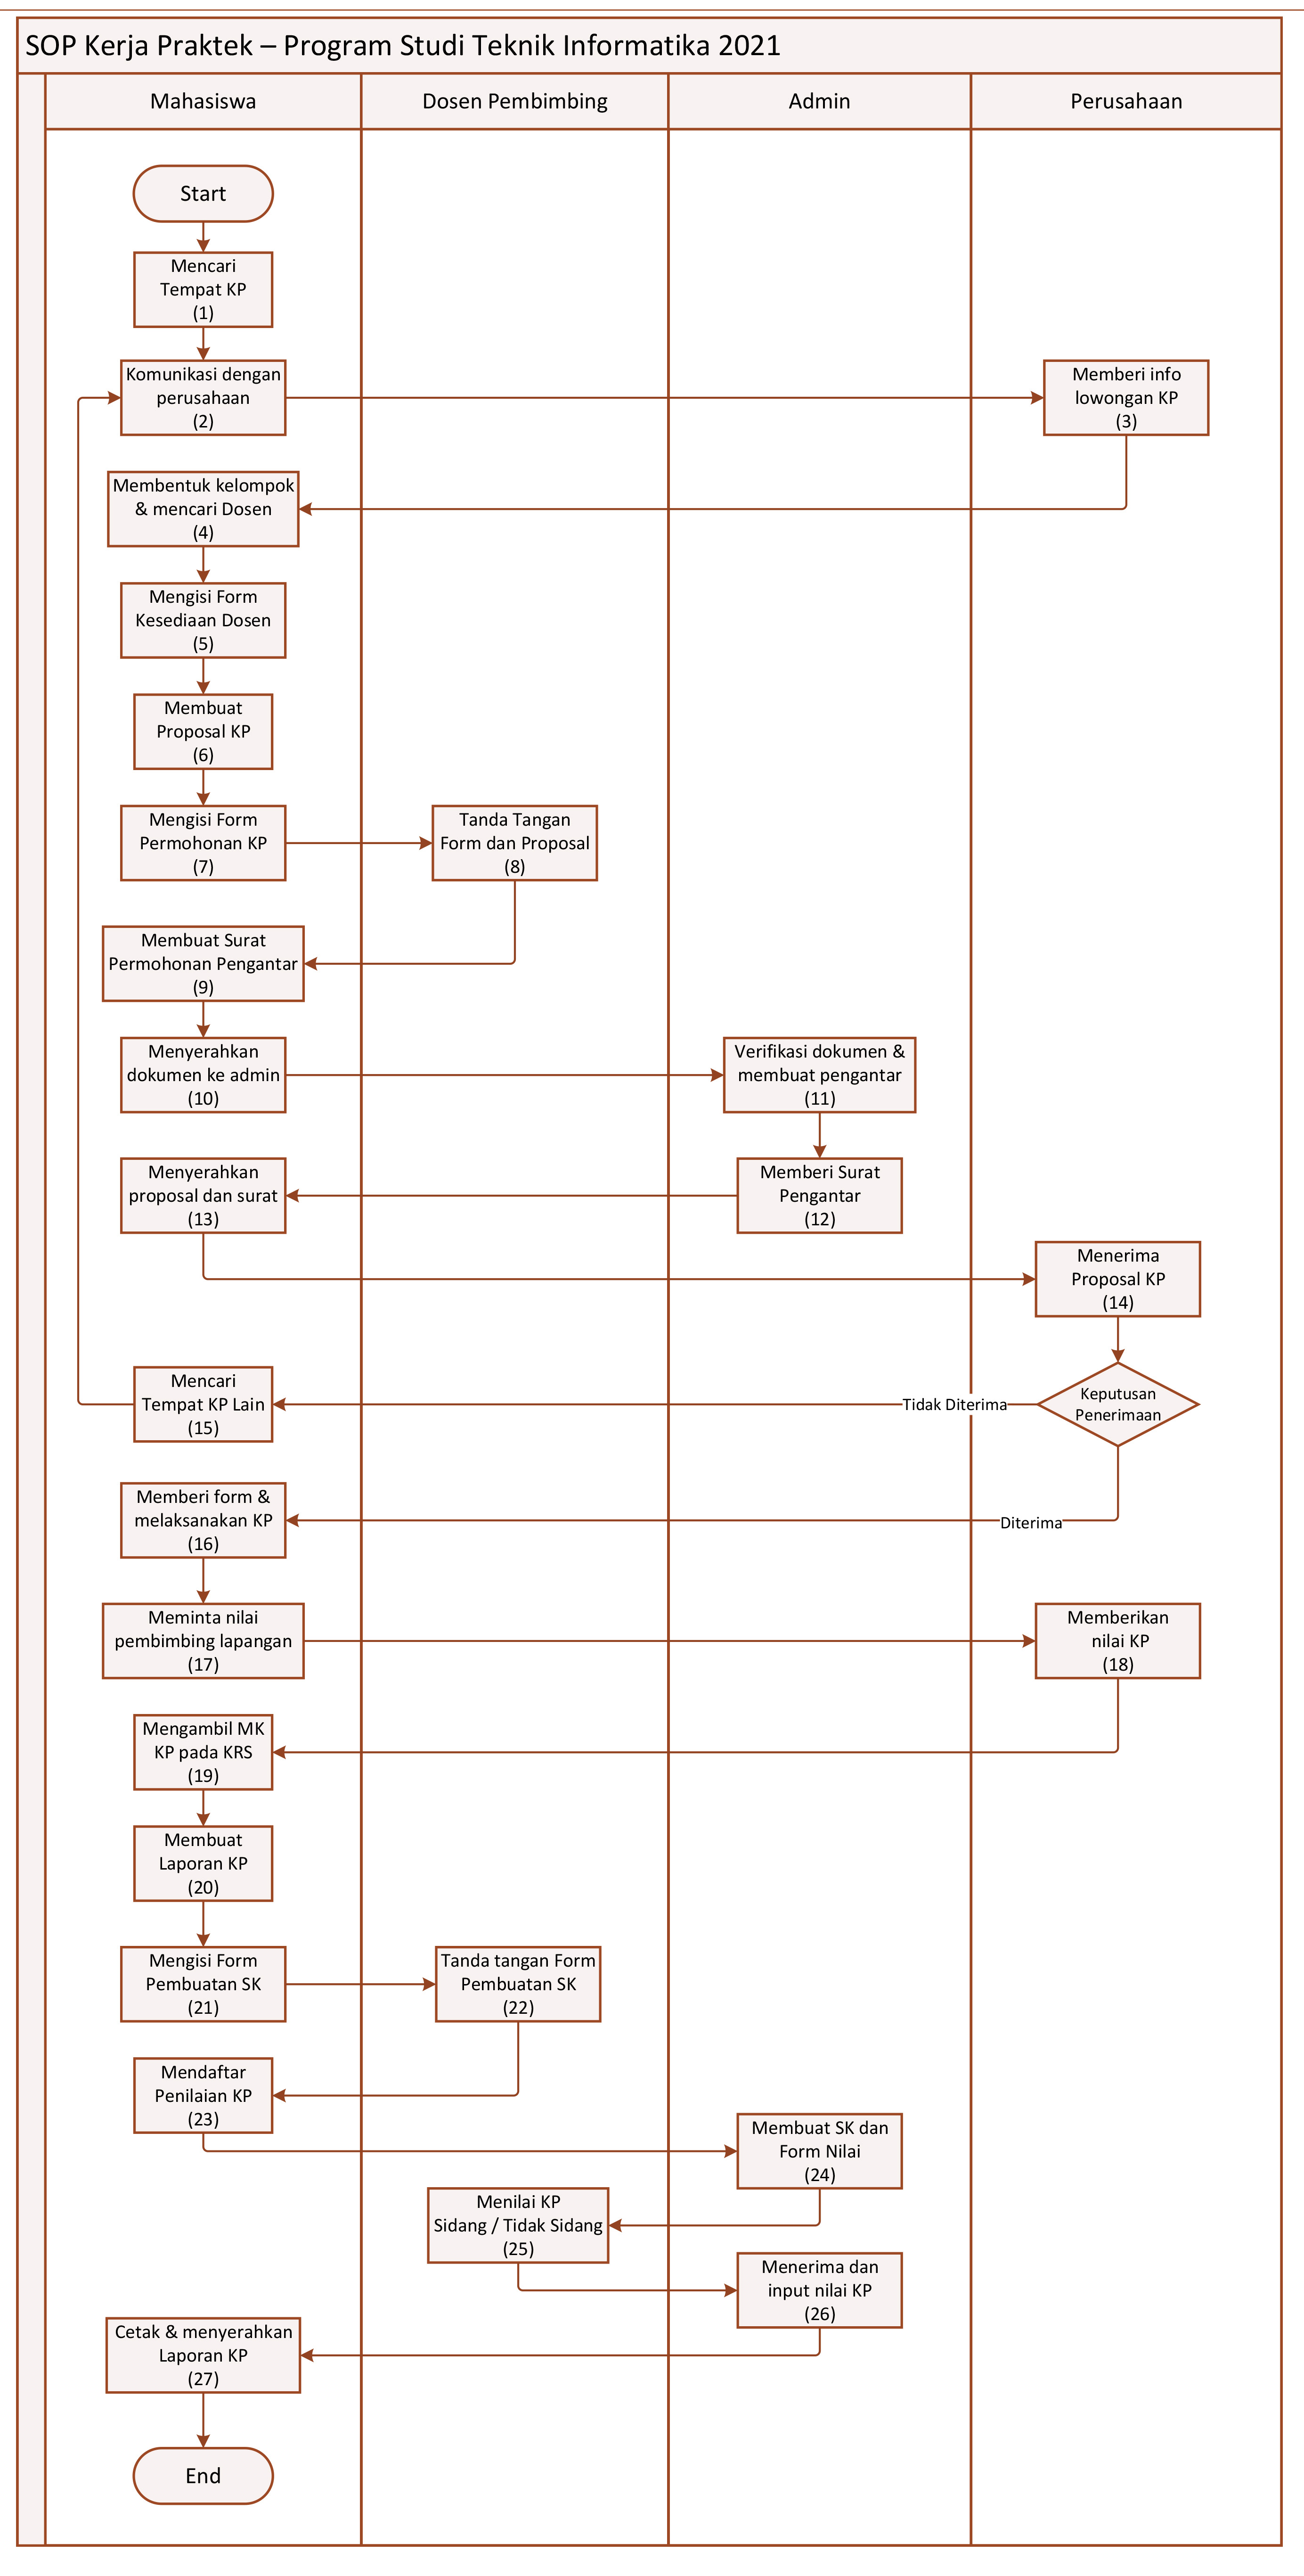 SOP Kerja Praktek – Program Studi Teknik Informatika 2021
Mahasiswa
Dosen Pembimbing
Admin
Perusahaan
Start
Mencari
Tempat KP
(1)
Komunikasi dengan
perusahaan
(2)
Memberi info
lowongan KP
(3)
Membentuk kelompok
& mencari Dosen
(4)
Mengisi Form
Kesediaan Dosen
(5)
Membuat
Proposal KP
(6)
Mengisi Form
Permohonan KP
(7)
Tanda Tangan
Form dan Proposal
(8)
Membuat Surat
Permohonan Pengantar
(9)
Menyerahkan
dokumen ke admin
(10)
Verifikasi dokumen &
membuat pengantar
(11)
Memberi Surat
Pengantar
(12)
Menyerahkan
proposal dan surat
(13)
Menerima
Proposal KP
(14)
Keputusan
Penerimaan
Tidak Diterima
Mencari
Tempat KP Lain
(15)
Diterima
Memberi form &
melaksanakan KP
(16)
Meminta nilai
pembimbing lapangan
(17)
Memberikan
nilai KP
(18)
Mengambil MK
KP pada KRS
(19)
Membuat
Laporan KP
(20)
Mengisi Form
Pembuatan SK
(21)
Tanda tangan Form
Pembuatan SK
(22)
Mendaftar
Penilaian KP
(23)
Membuat SK dan
Form Nilai
(24)
Menilai KP
Sidang / Tidak Sidang
(25)
Menerima dan
input nilai KP
(26)
Cetak & menyerahkan
Laporan KP
(27)
End